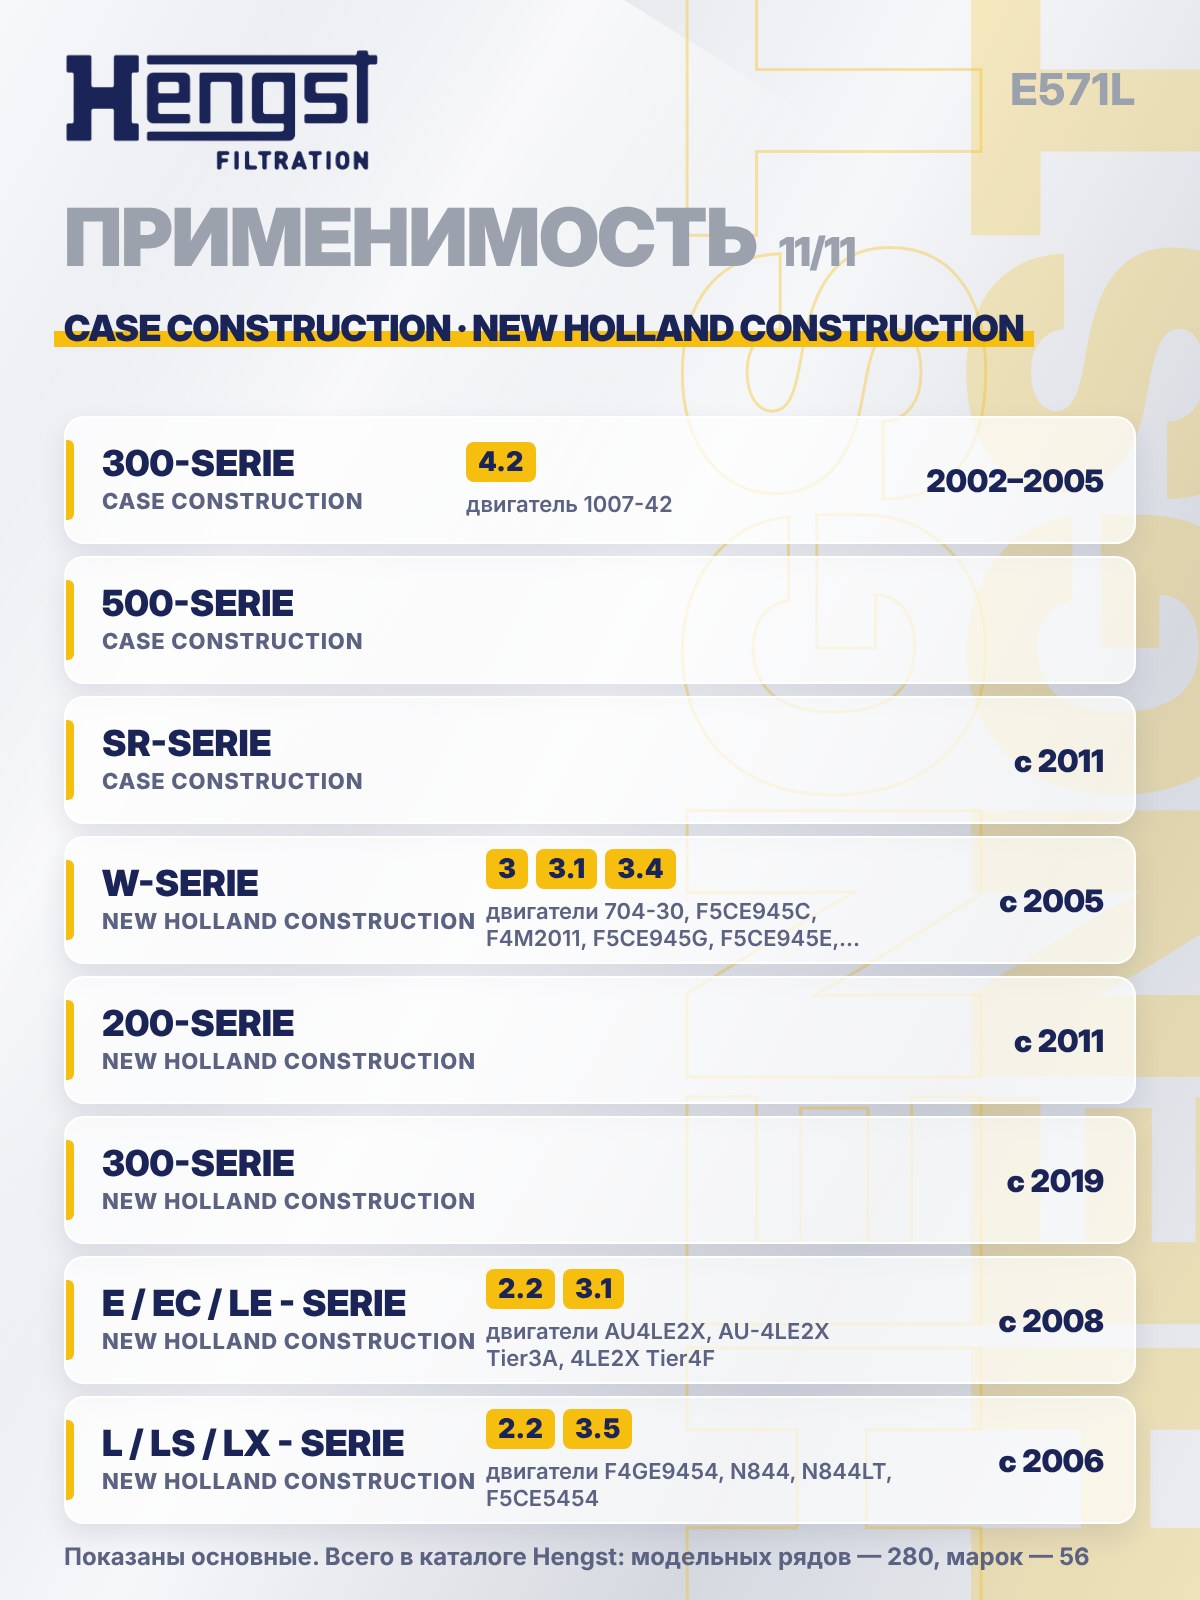 Hengst
FILTRATION
E571L
ПРИМЕНИМОСТЬ 11/11
CASE CONSTRUCTION · NEW HOLLAND CONSTRUCTION
300-SERIE
CASE CONSTRUCTION
4.2
двигатель 1007-42
2002–2005
500-SERIE
CASE CONSTRUCTION
SR-SERIE
CASE CONSTRUCTION
с 2011
W-SERIE
NEW HOLLAND CONSTRUCTION
3 3.1 3.4
двигатели 704-30, F5CE945C,
F4M2011, F5CE945G, F5CE945E,...
с 2005
200-SERIE
NEW HOLLAND CONSTRUCTION
с 2011
300-SERIE
NEW HOLLAND CONSTRUCTION
с 2019
E / EC / LE - SERIE
NEW HOLLAND CONSTRUCTION
2.2 3.1
двигатели AU4LE2X, AU-4LE2X
Tier3A, 4LE2X Tier4F
с 2008
L / LS / LX - SERIE
NEW HOLLAND CONSTRUCTION
2.2 3.5
двигатели F4GE9454, N844, N844LT,
F5CE5454
с 2006
Показаны основные. Всего в каталоге Hengst: модельных рядов — 280, марок — 56
HENGST
HENGST